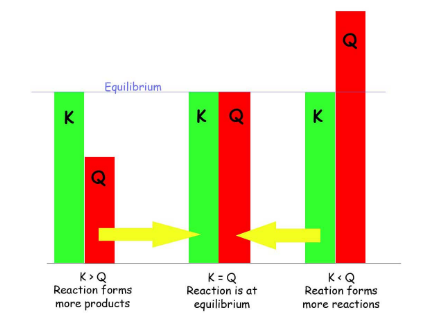 Q
Equilibrium
K
K
Q
K
Q
K > Q
Reaction forms
more products
K = Q
Reaction is at
equilibrium
K < Q
Reation forms
more reactions